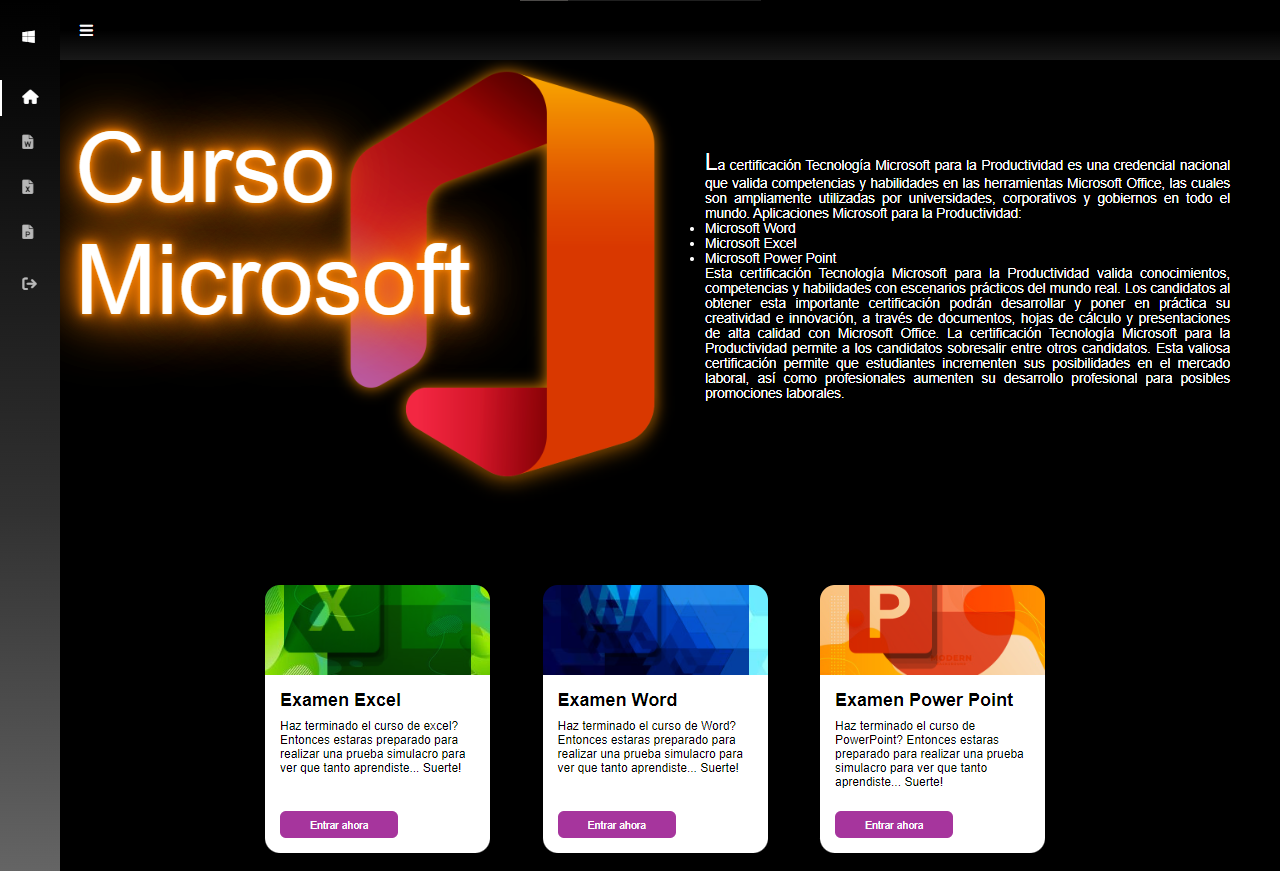 Curso
Microsoft
La certificación Tecnología Microsoft para la Productividad es una credencial nacional
que valida competencias y habilidades en las herramientas Microsoft Office, las cuales
son ampliamente utilizadas por universidades, corporativos y gobiernos en todo el
mundo. Aplicaciones Microsoft para la Productividad:
• Microsoft Word
• Microsoft Excel
• Microsoft Power Point
Esta certificación Tecnología Microsoft para la Productividad valida conocimientos,
competencias y habilidades con escenarios prácticos del mundo real. Los candidatos al
obtener esta importante certificación podrán desarrollar y poner en práctica su
creatividad e innovación, a través de documentos, hojas de cálculo y presentaciones
de alta calidad con Microsoft Office. La certificación Tecnología Microsoft para la
Productividad permite a los candidatos sobresalir entre otros candidatos. Esta valiosa
certificación permite que estudiantes incrementen sus posibilidades en el mercado
laboral, así como profesionales aumenten su desarrollo profesional para posibles
promociones laborales.
X
Examen Excel
Haz terminado el curso de excel?
Entonces estaras preparado para
realizar una prueba simulacro para
ver que tanto aprendiste... Suerte!
Entrar ahora
W
Examen Word
Haz terminado el curso de Word?
Entonces estaras preparado para
realizar una prueba simulacro para
ver que tanto aprendiste... Suerte!
Entrar ahora
P
Examen Power Point
Haz terminado el curso de
PowerPoint? Entonces estaras
preparado para realizar una prueba
simulacro para ver que tanto
aprendiste... Suerte!
Entrar ahora